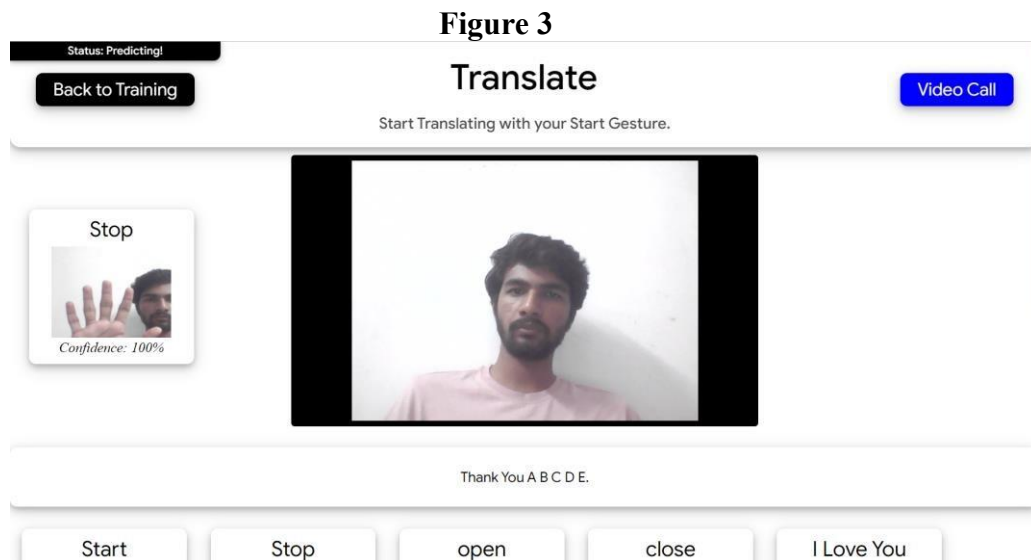 Figure 3
Status: Predicting!
Back to Training
Translate
Video Call
Start Translating with your Start Gesture.
Stop
Confidence: 100%
Thank You A B C D E.
Start
Stop
open
close
I Love You